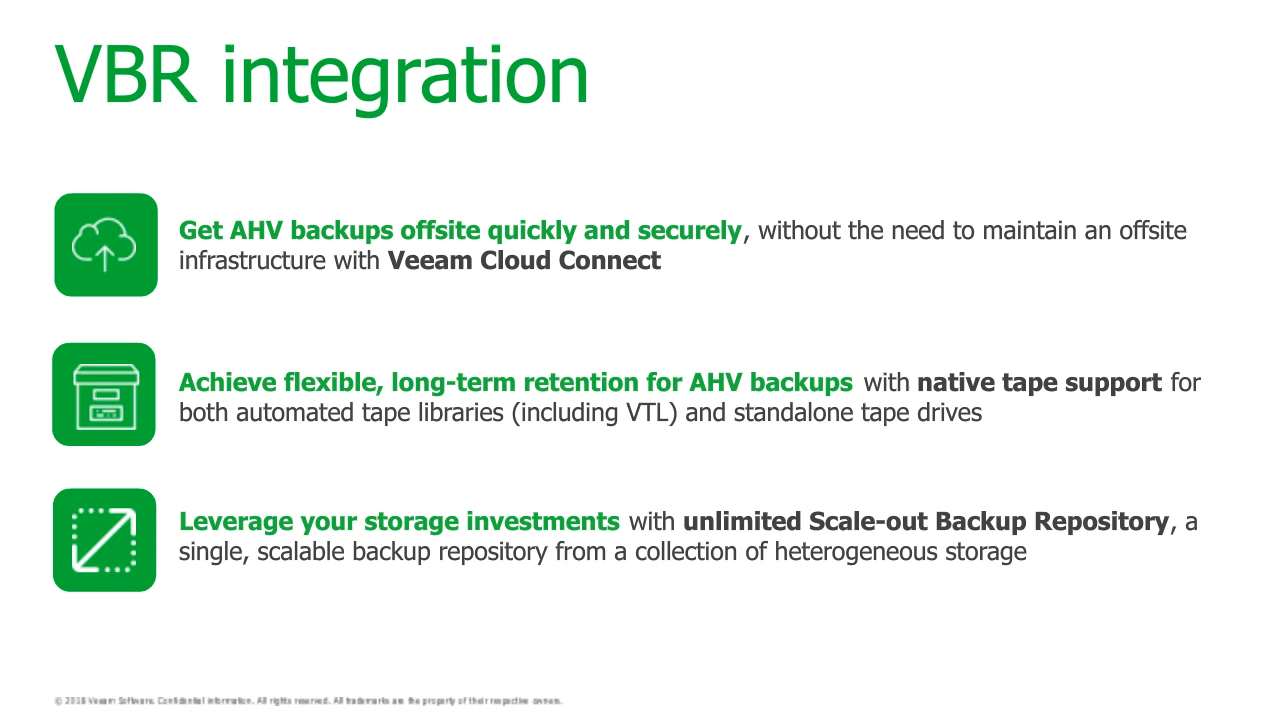 VBR integration
Get AHV backups offsite quickly and securely, without the need to maintain an offsite
infrastructure with Veeam Cloud Connect
Achieve flexible, long-term retention for AHV backups with native tape support for
both automated tape libraries (including VTL) and standalone tape drives
Leverage your storage investments with unlimited Scale-out Backup Repository, a
single, scalable backup repository from a collection of heterogeneous storage
© 2018 Veeam Software. Confidential information. All rights reserved. All trademarks are the property of their respective owners.